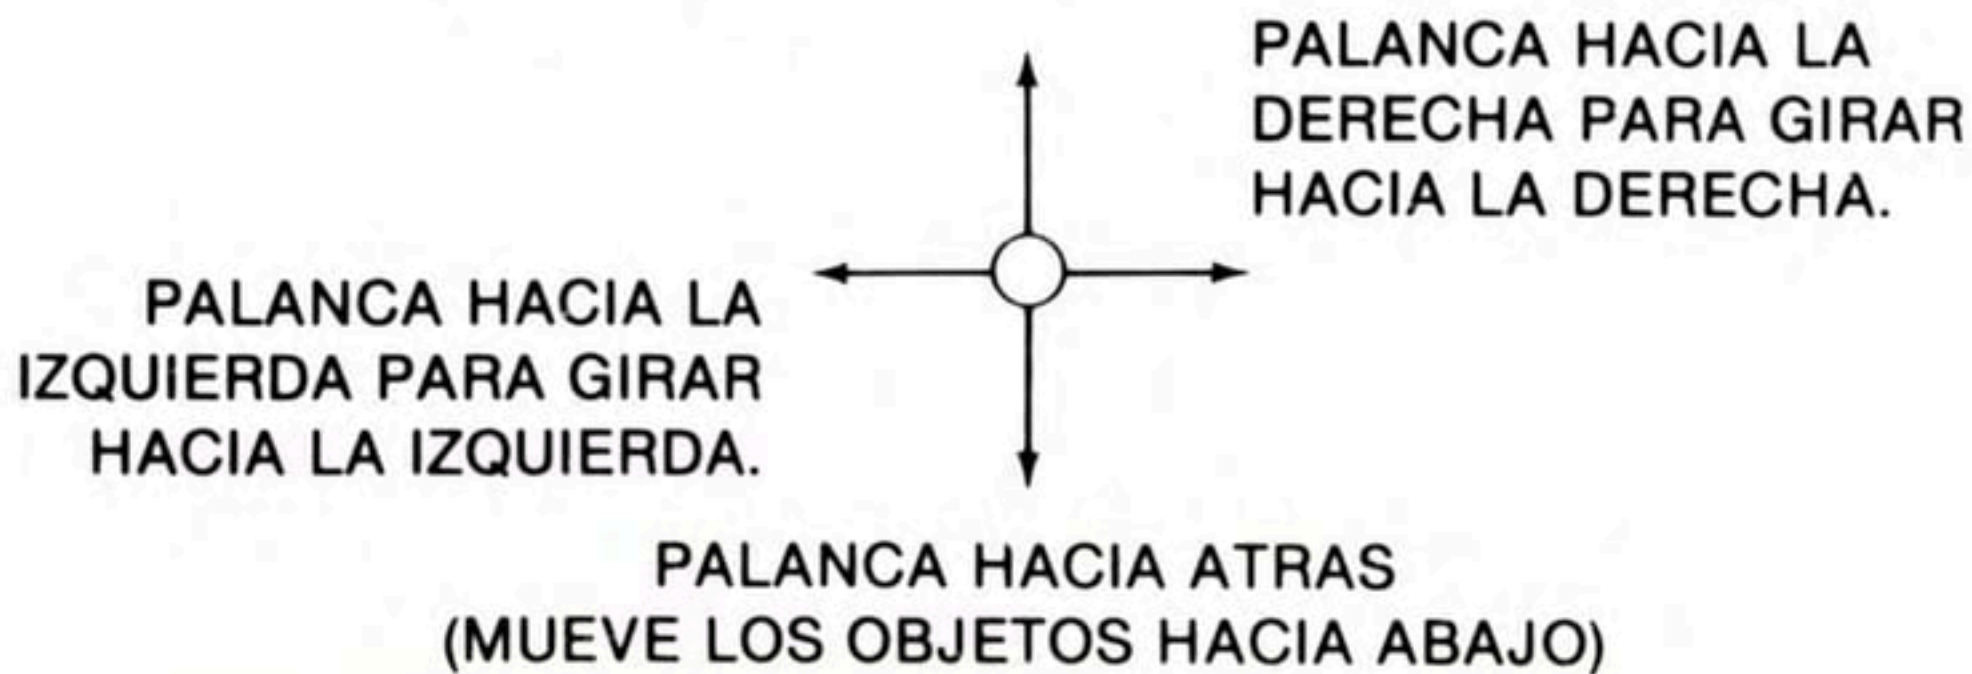 PALANCA HACIA LA
DERECHA PARA GIRAR
HACIA LA DERECHA.
PALANCA HACIA LA
IZQUIERDA PARA GIRAR
HACIA LA IZQUIERDA.
PALANCA HACIA ATRAS
(MUEVE LOS OBJETOS HACIA ABAJO)